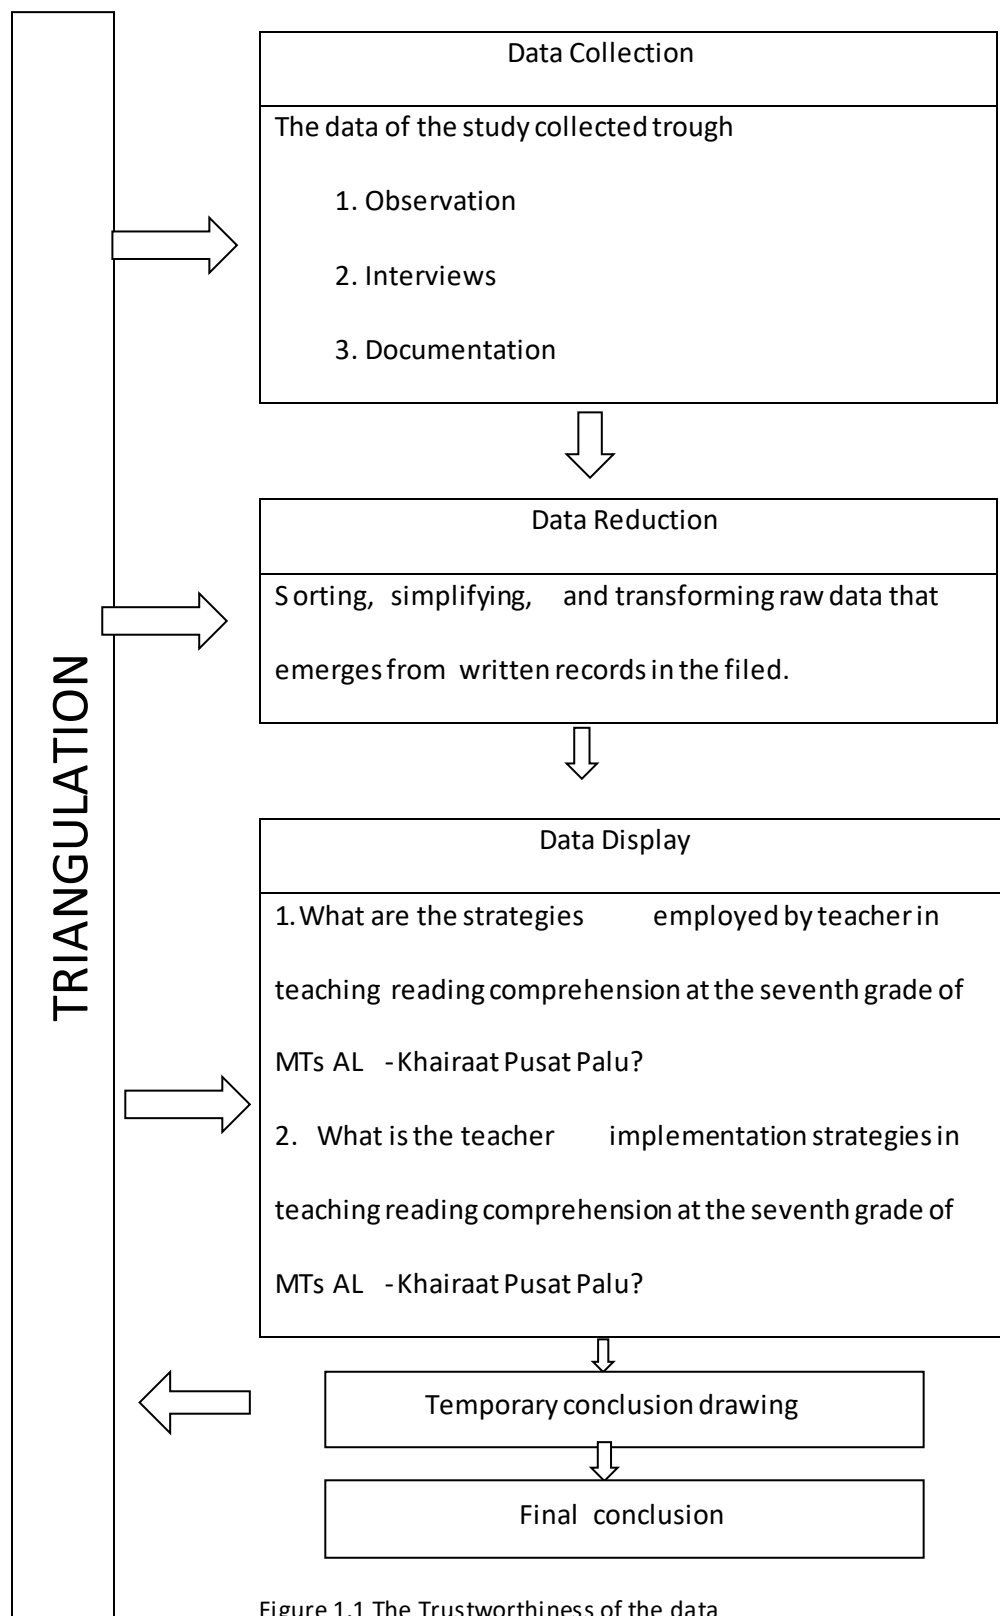 TRIANGULATION
Data Collection
The data of the study collected trough
1. Observation
2. Interviews
3. Documentation
Data Reduction
Sorting, simplifying, and transforming raw data that
emerges from written records in the filed.
Data Display
1. What are the strategies employed by teacher in
teaching reading comprehension at the seventh grade of
MTs AL -Khairaat Pusat Palu?
2. What is the teacher implementation strategies in
teaching reading comprehension at the seventh grade of
MTs AL -Khairaat Pusat Palu?
Temporary conclusion drawing
Final conclusion
Figure 1.1 The Trustworthiness of the data